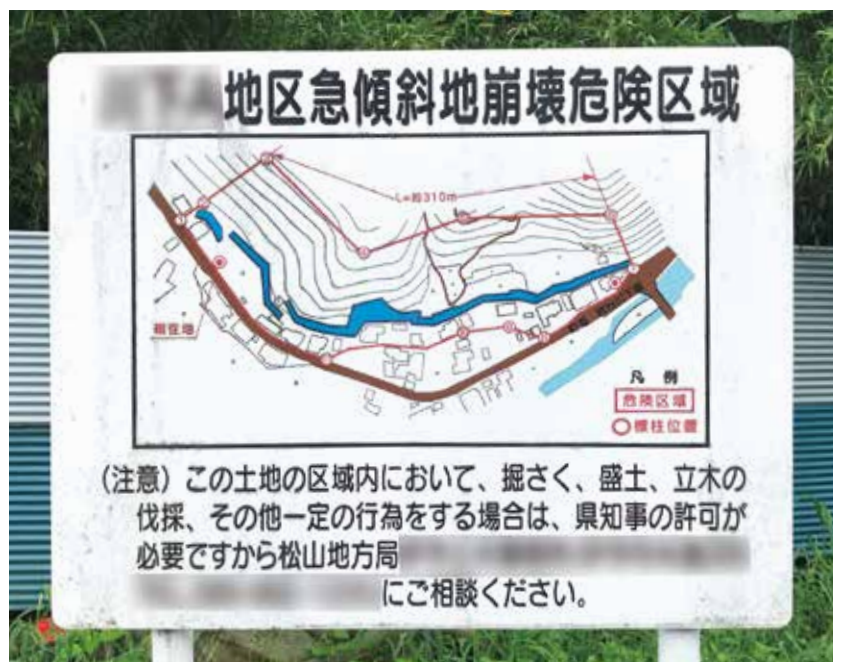 地区急傾斜地崩壊危険区域
L=約310m
現在地
凡 例
危険区域
標柱位置
(注意)この土地の区域内において、掘さく、盛土、立木の
伐採、その他一定の行為をする場合は、県知事の許可が
必要ですから松山地方局
にご相談ください。